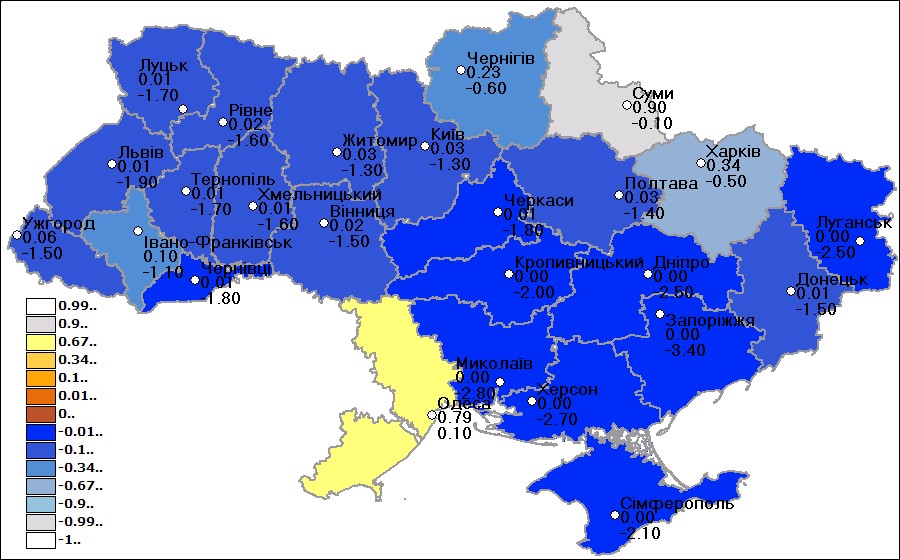 Чернігів
0.23
-0.60
Суми
0.90
-0.10
Луцьк
0.01
-1.70
Рівне
0.02
-1.60
Житомир
0.03
-1.30
Київ
0.03
-1.30
Харків
0.34
-0.50
Львів
0.01
-1.90
Тернопіль
0.01
-1.70
Хмельницький
0.01
-1.60
Вінниця
0.02
-1.50
Черкаси
0.01
-1.80
Полтава
0.03
-1.40
Ужгород
0.06
-1.50
Івано-Франківськ
0.10
-1.10
Чернівці
0.01
-1.80
Кропивницький
0.00
-2.00
Дніпро
0.00
-2.50
Луганськ
0.00
-2.50
Донецьк
0.01
-1.50
Запоріжжя
0.00
-3.40
Миколаїв
0.00
-2.80
Херсон
0.00
-2.70
Одеса
0.79
0.10
Сімферополь
0.00
-2.10
0.99..
0.9..
0.67..
0.34..
0.1..
0.01..
0..
-0.01..
-0.1..
-0.34..
-0.67..
-0.9..
-0.99..
-1..